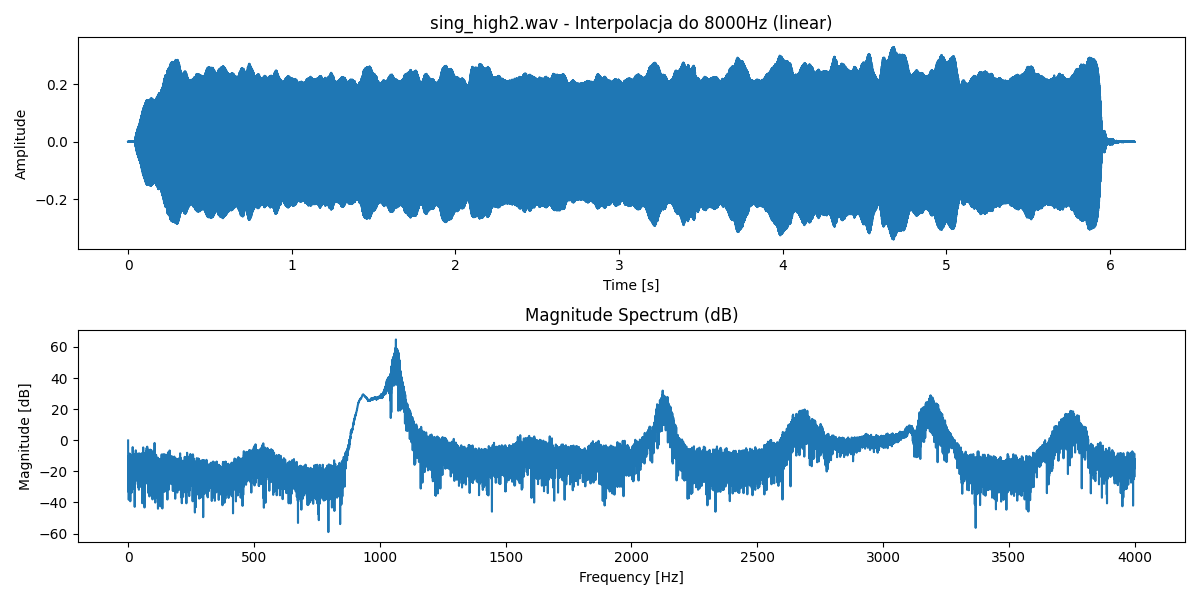 sing_high2.wav - Interpolacja do 8000Hz (linear)
Amplitude
0.2
0.0
−0.2
0 1 2 3 4 5 6
Time [s]
Magnitude Spectrum (dB)
Magnitude [dB]
60
40
20
0
−20
−40
−60
0 500 1000 1500 2000 2500 3000 3500 4000
Frequency [Hz]